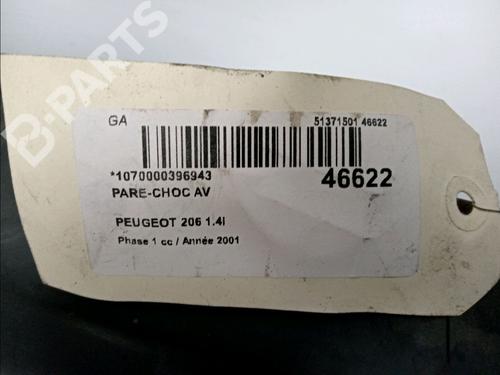 B-PARTS
GA 51371501 46622
*1070000396943 46622
PARE-CHOC AV
PEUGEOT 206 1.4I
Phase 1 cc / Année 2001